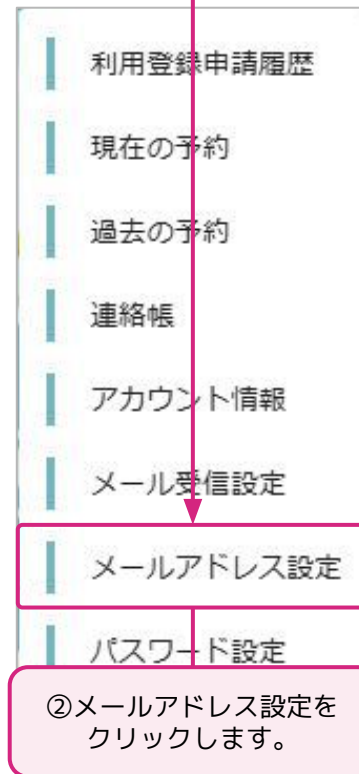 利用登録申請履歴
現在の予約
過去の予約
連絡帳
アカウント情報
メール受信設定
メールアドレス設定
パスワード設定
②メールアドレス設定を
クリックします。